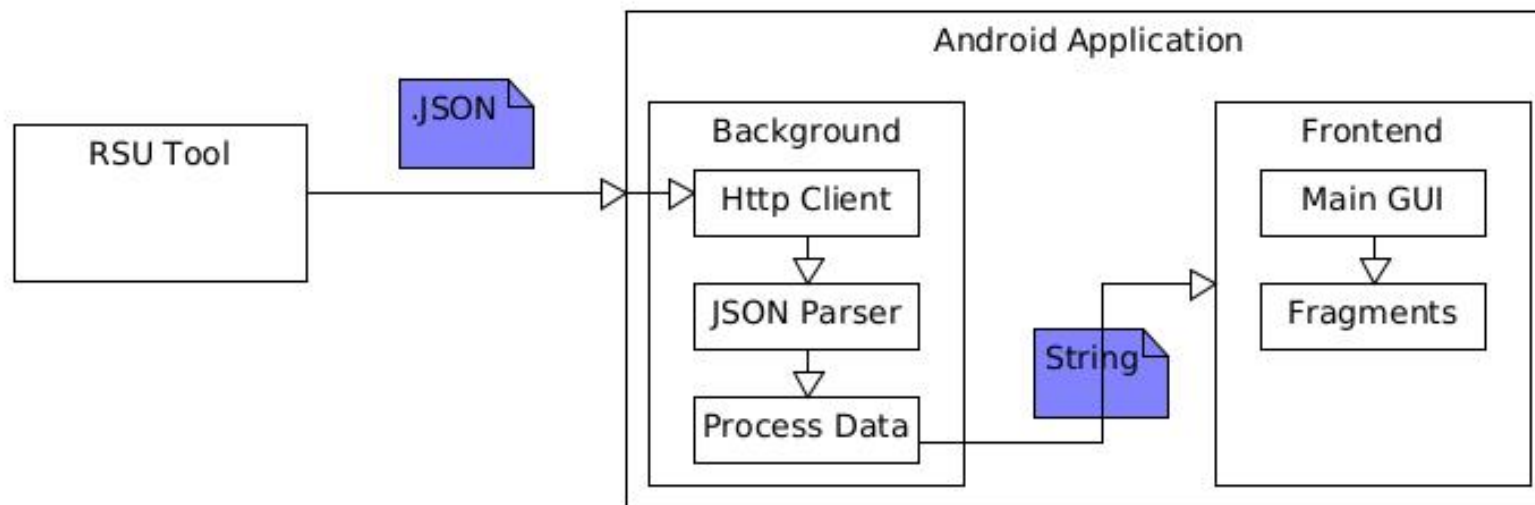 Android Application
.JSON
RSU Tool
Background
Http Client
JSON Parser
Process Data
String
Frontend
Main GUI
Fragments